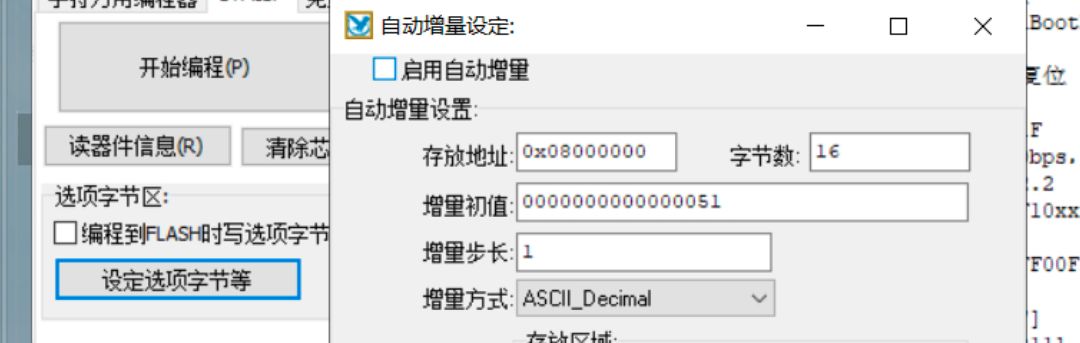 自动增量设定:
开始编程(P)
读器件信息(R)
清除芯
选项字节区:
编程到FLASH时写选项字节
设定选项字节等
启用自动增量
自动增量设置:
存放地址: 0x08000000 字节数: 16
增量初值: 0000000000000051
增量步长: 1
增量方式: ASCII_Decimal
存放区域:
Boot
复位
F
bps,
.2
10xx
F00F
]